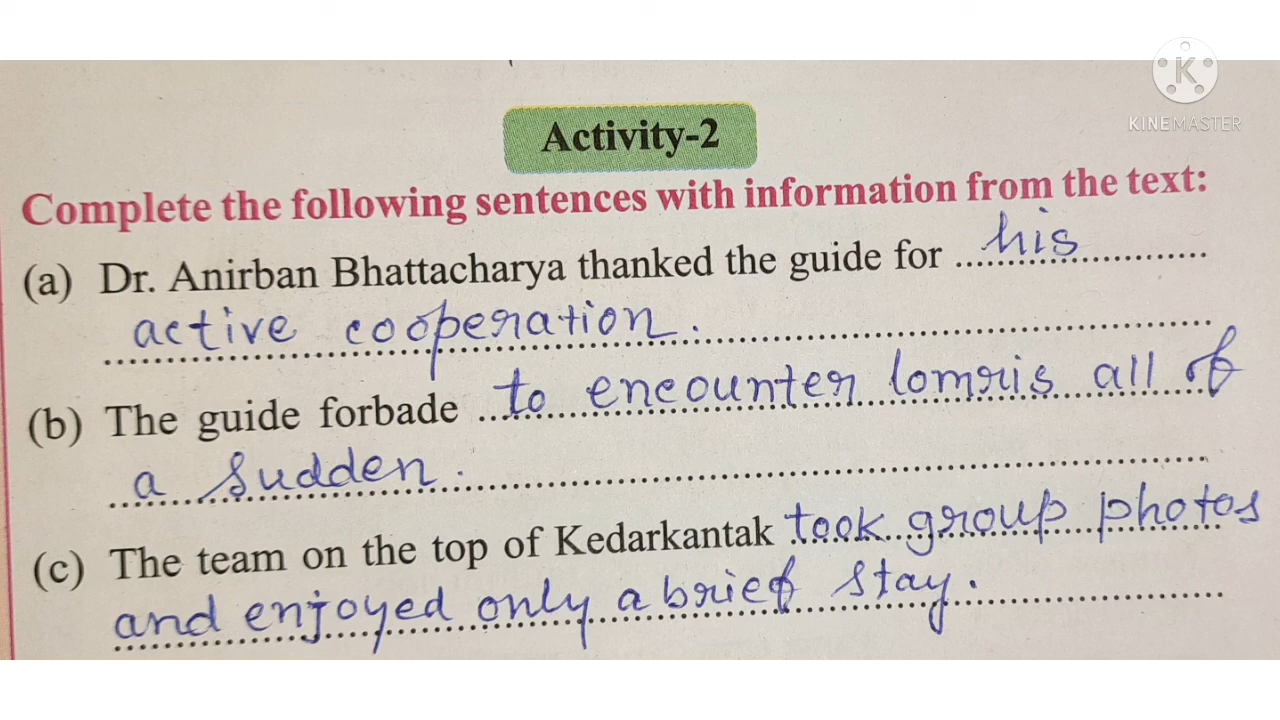 K
KINEMASTER
Activity-2
Complete the following sentences with information from the text:
(a) Dr. Anirban Bhattacharya thanked the guide for his
active cooperation.
(b) The guide forbade to encounter lomris all of
a sudden.
(c) The team on the top of Kedarkantak took group photos
and enjoyed only a brief stay.